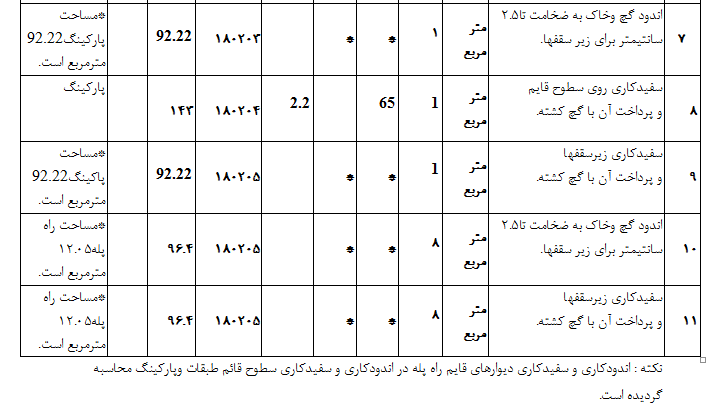 ۷ اندود گچ وخاک به ضخامت تا۲.۵ متر ۱ * * ۱۸۰۲۰۳ 92.22 *مساحت
سانتیمتر برای زیر سقفها. مربع پارکینگ92.22
مترمربع است.
۸ سفیدکاری روی سطوح قایم متر 1 65 2.2 ۱۸۰۲۰۴ ۱۴۳ پارکینگ
و پرداخت آن با گچ کشته. مربع
۹ سفیدکاری زیرسقفها متر 1 * * ۱۸۰۲۰۵ 92.22 *مساحت
و پرداخت آن با گچ کشته. مربع پاکینگ92.22
مترمربع است.
۱۰ اندود گچ وخاک به ضخامت تا۲.۵ متر ۸ * * ۱۸۰۲۰۵ ۹۶.۴ *مساحت راه
سانتیمتر برای زیر سقفها. مربع پله۱۲.۰۵
مترمربع است.
۱۱ سفیدکاری زیرسقفها متر ۸ * * ۱۸۰۲۰۵ ۹۶.۴ *مساحت راه
و پرداخت آن با گچ کشته. مربع پله۱۲.۰۵
مترمربع است.
نکته : اندودکاری و سفیدکاری دیوارهای قایم راه پله در اندودکاری و سفیدکاری سطوح قائم طبقات وپارکینگ محاسبه
گردیده است.